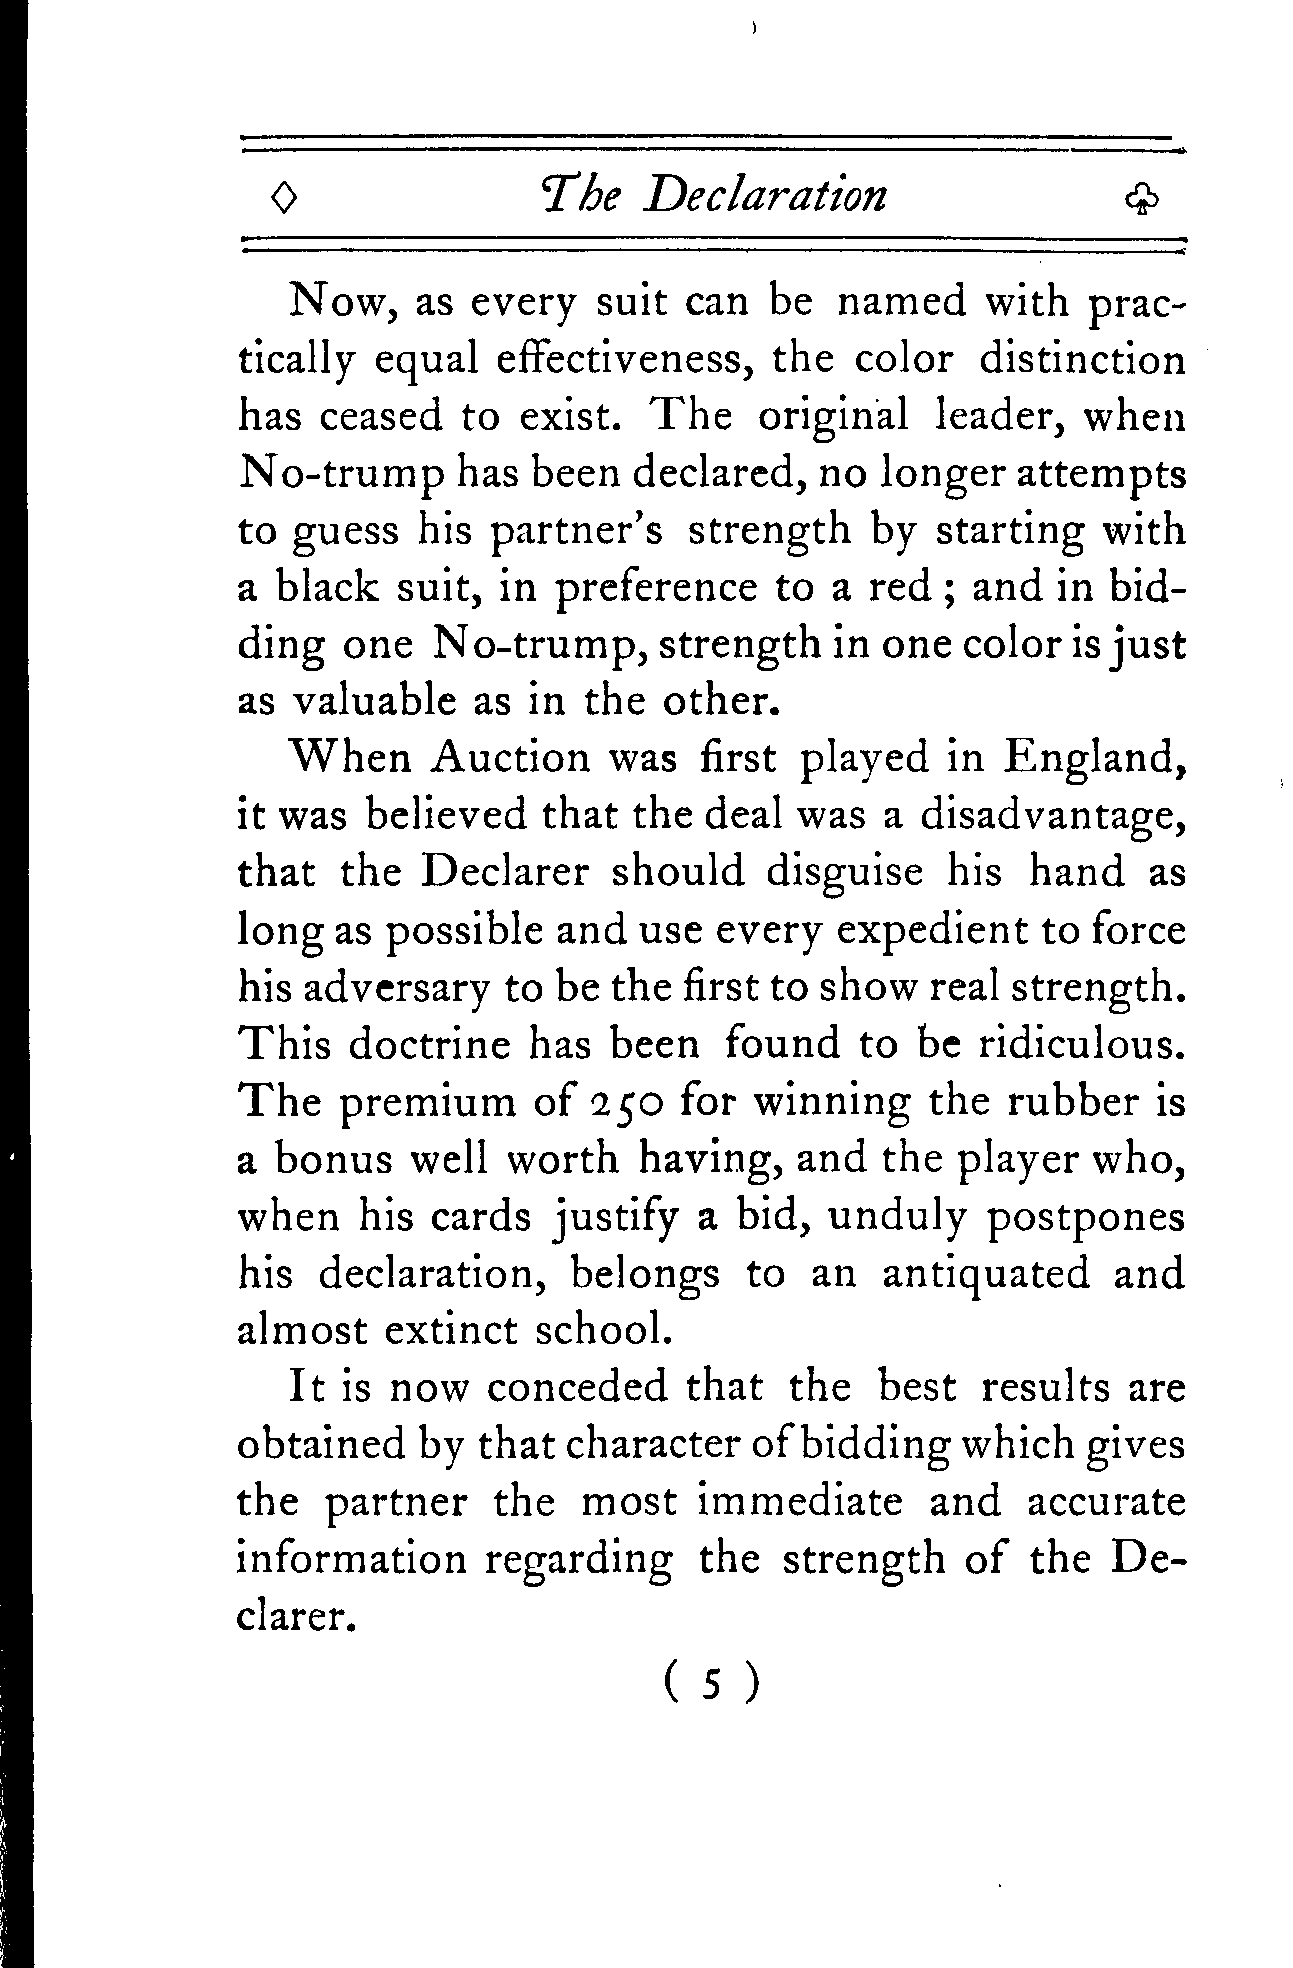 ◇ The Declaration ♧
Now, as every suit can be named with prac-
tically equal effectiveness, the color distinction
has ceased to exist. The original leader, when
No-trump has been declared, no longer attempts
to guess his partner's strength by starting with
a black suit, in preference to a red ; and in bid-
ding one No-trump, strength in one color is just
as valuable as in the other.
When Auction was first played in England,
it was believed that the deal was a disadvantage,
that the Declarer should disguise his hand as
long as possible and use every expedient to force
his adversary to be the first to show real strength.
This doctrine has been found to be ridiculous.
The premium of 250 for winning the rubber is
a bonus well worth having, and the player who,
when his cards justify a bid, unduly postpones
his declaration, belongs to an antiquated and
almost extinct school.
It is now conceded that the best results are
obtained by that character of bidding which gives
the partner the most immediate and accurate
information regarding the strength of the De-
clarer.
( 5 )